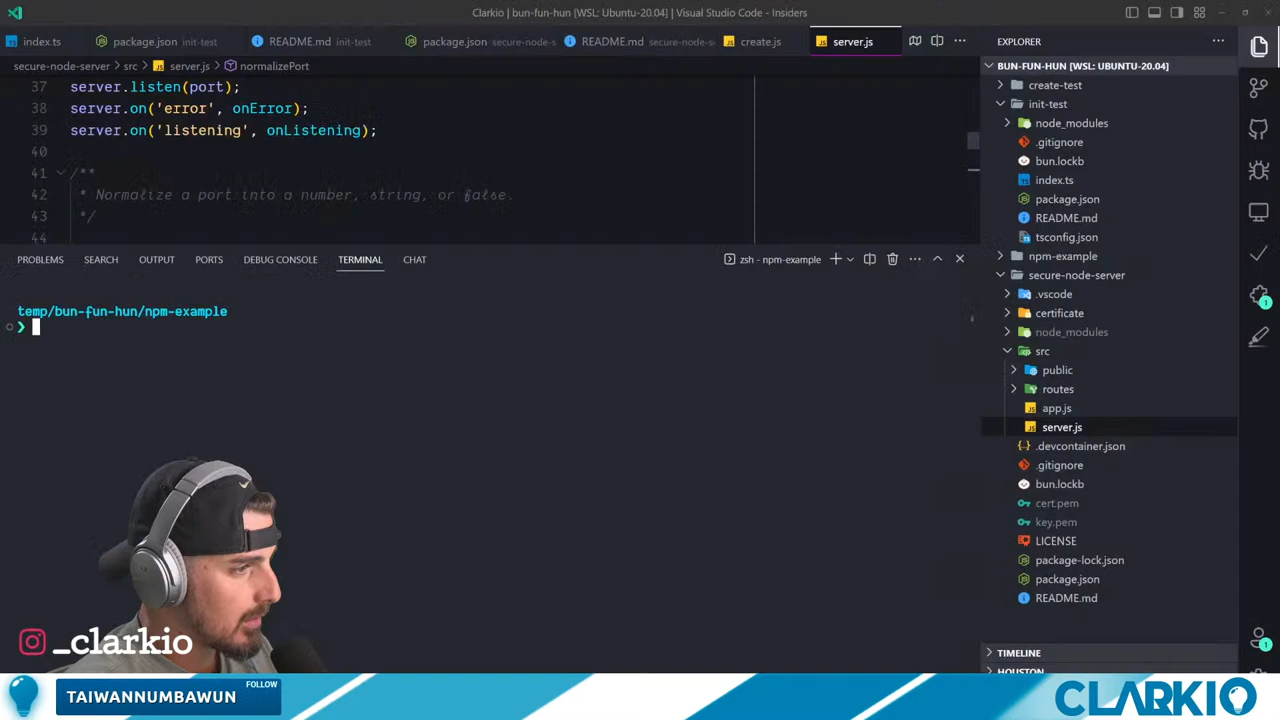 Clarkio | bun-fun-hun [WSL: Ubuntu-20.04] | Visual Studio Code - Insiders
index.ts
package.json init-test
README.md init-test
package.json secure-node-s
README.md secure-node-s
create.js
server.js
secure-node-server > src > server.js > normalizePort
37 server.listen(port);
38 server.on('error', onError);
39 server.on('listening', onListening);
40
41 /**
42 * Normalize a port into a number, string, or false.
43 */
44
PROBLEMS SEARCH OUTPUT PORTS DEBUG CONSOLE TERMINAL CHAT
zsh - npm-example
temp/bun-fun-hun/npm-example
EXPLORER
BUN-FUN-HUN [WSL: UBUNTU-20.04]
create-test
init-test
node_modules
.gitignore
bun.lockb
index.ts
package.json
README.md
tsconfig.json
npm-example
secure-node-server
.vscode
certificate
node_modules
src
public
routes
app.js
server.js
.devcontainer.json
.gitignore
bun.lockb
cert.pem
key.pem
LICENSE
package-lock.json
package.json
README.md
TIMELINE
HOUSTON
1
1
_clarkio
TAIWANNUMBAWUN
FOLLOW
CLARKIO